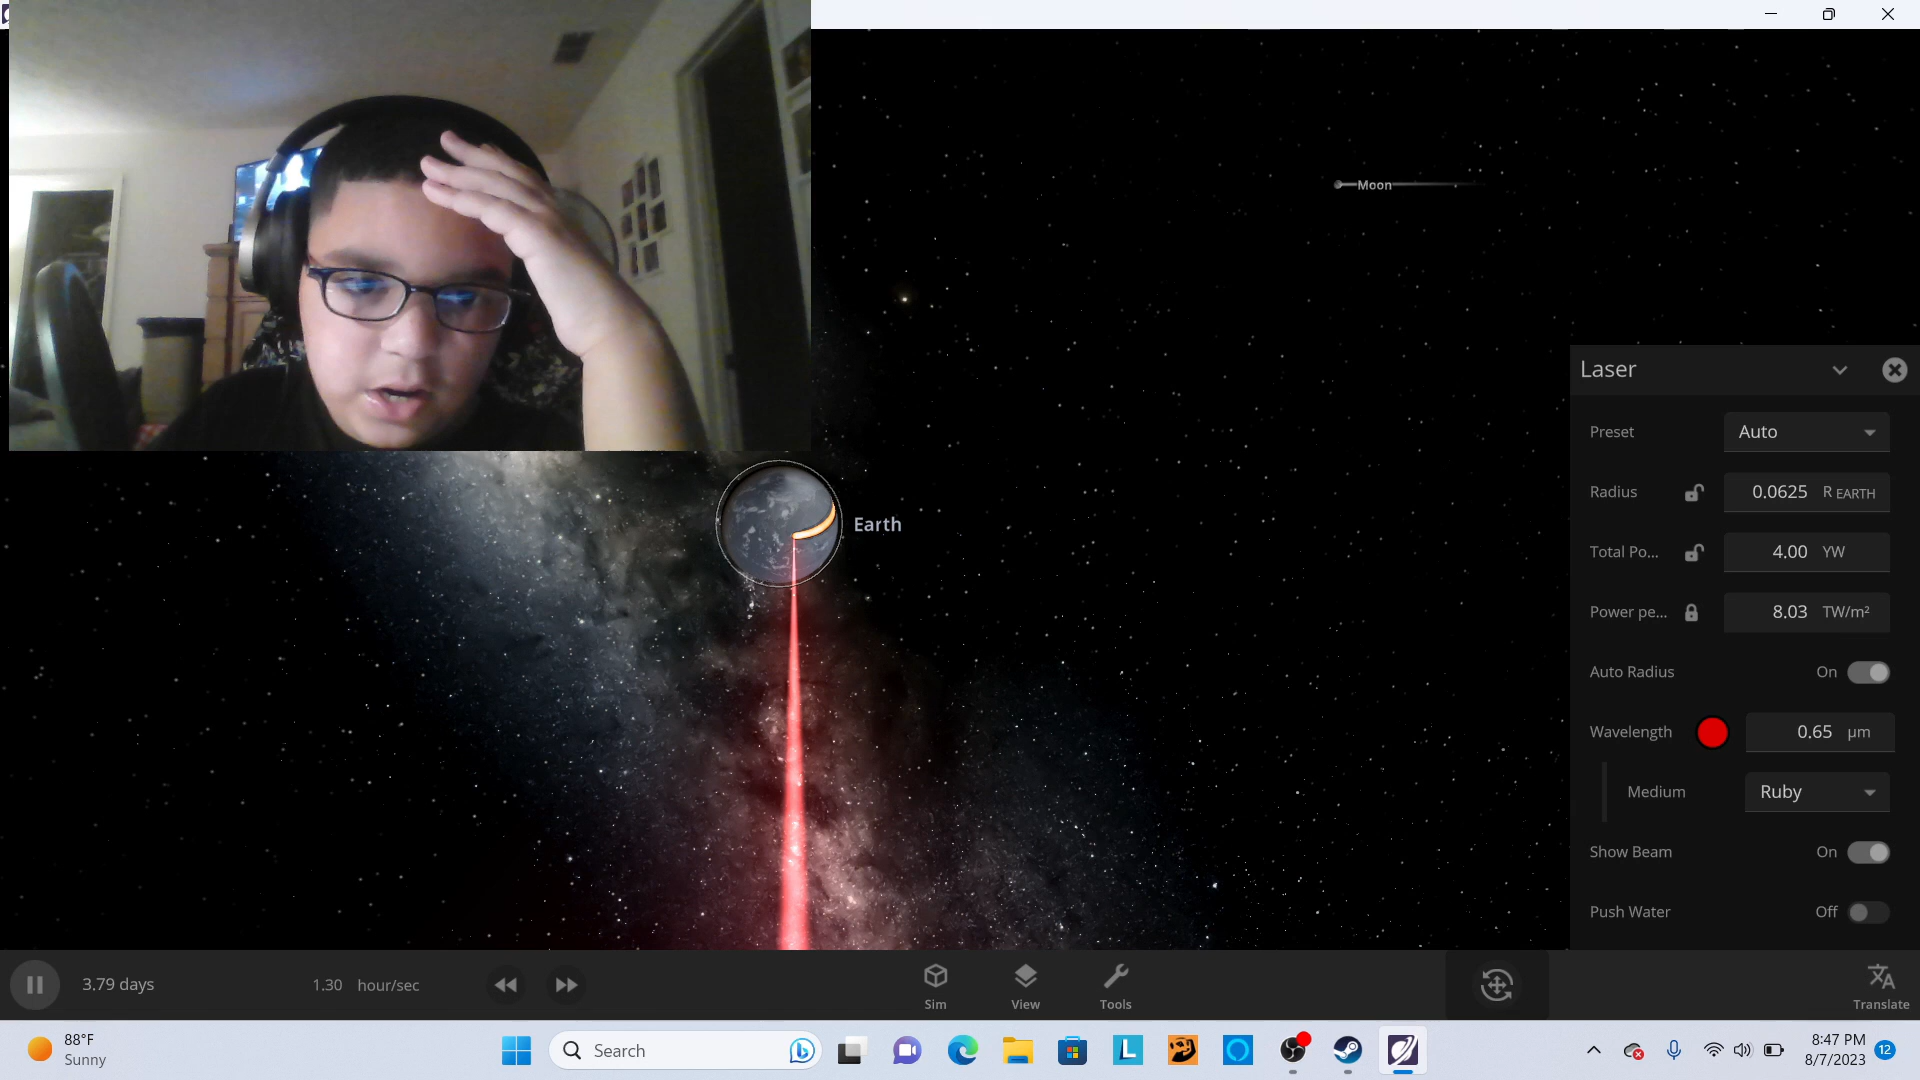 Moon
Earth
Laser
Preset Auto
Radius 0.0625 R EARTH
Total Po... 4.00 YW
Power pe... 8.03 TW/m²
Auto Radius On
Wavelength 0.65 µm
Medium Ruby
Show Beam On
Push Water Off
3.79 days 1.30 hour/sec
Sim View Tools Translate
88°F
Sunny
Search
L
8:47 PM
8/7/2023
12